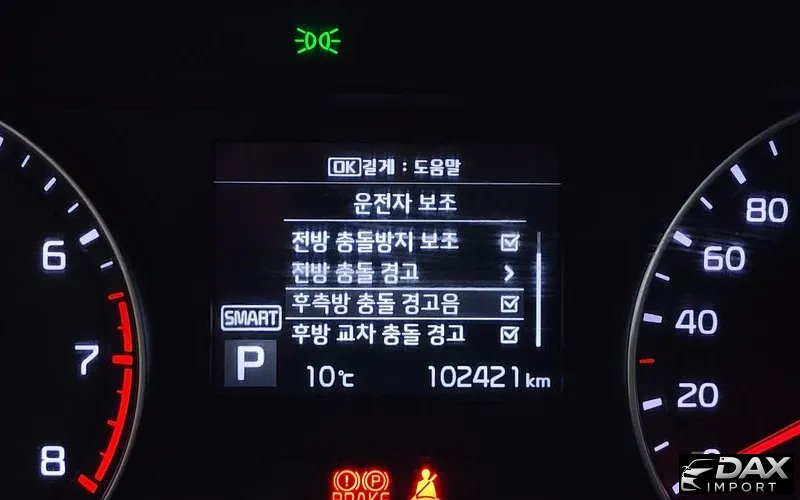 OK길게 : 도움말
운전자 보조
전방 충돌방지 보조
전방 충돌 경고
후측방 충돌 경고음
후방 교차 충돌 경고
SMART
P
10℃
102421km
6
7
8
80
60
40
20
0
BRAKE
DAX
IMPORT